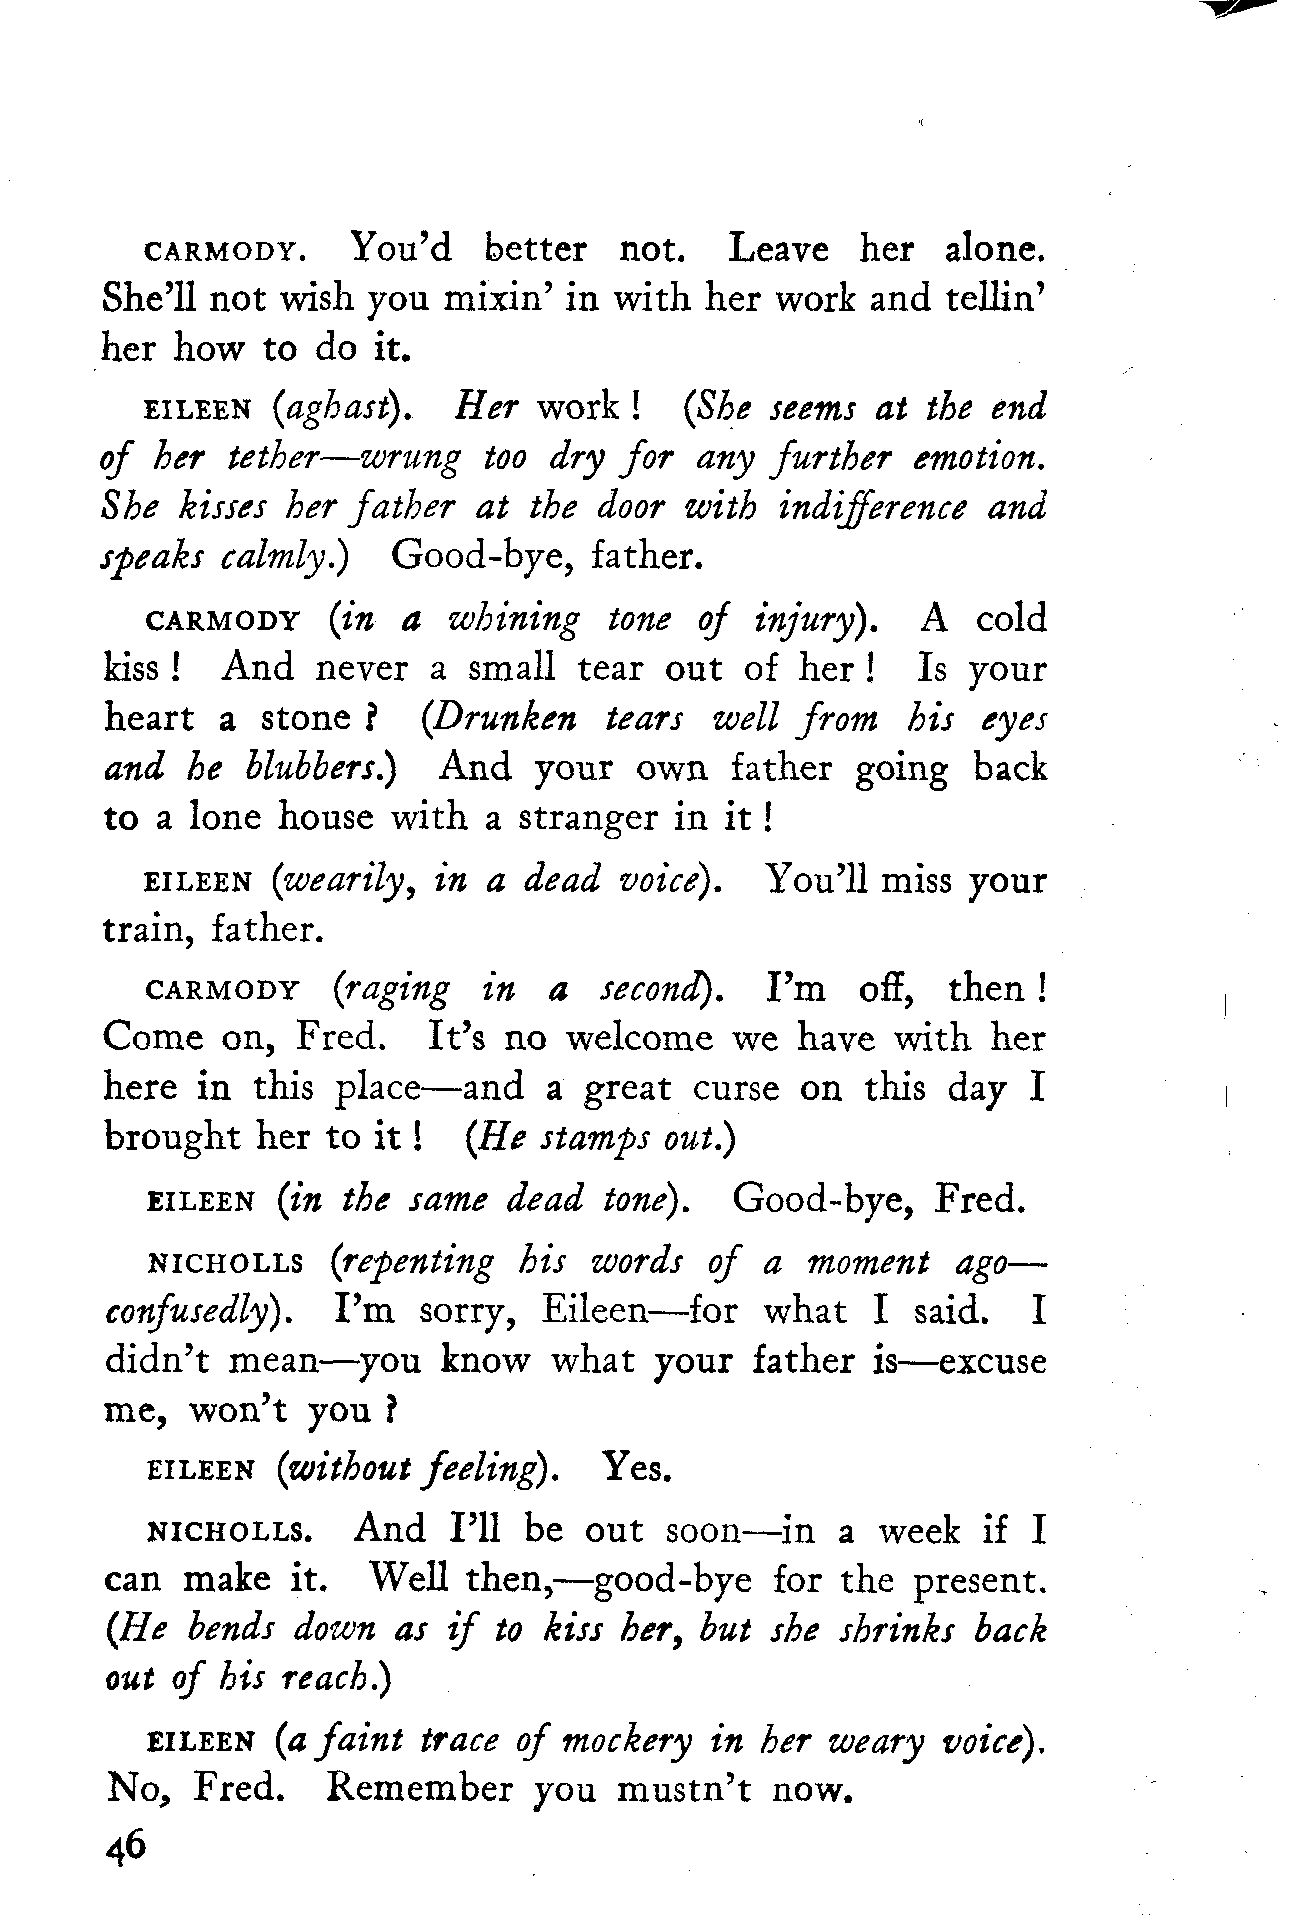 CARMODY. You'd better not. Leave her alone.
She'll not wish you mixin' in with her work and tellin'
her how to do it.
EILEEN (aghast). Her work! (She seems at the end
of her tether—wrung too dry for any further emotion.
She kisses her father at the door with indifference and
speaks calmly.) Good-bye, father.
CARMODY (in a whining tone of injury). A cold
kiss! And never a small tear out of her! Is your
heart a stone? (Drunken tears well from his eyes
and he blubbers.) And your own father going back
to a lone house with a stranger in it!
EILEEN (wearily, in a dead voice). You'll miss your
train, father.
CARMODY (raging in a second). I'm off, then!
Come on, Fred. It's no welcome we have with her
here in this place—and a great curse on this day I
brought her to it! (He stamps out.)
EILEEN (in the same dead tone). Good-bye, Fred.
NICHOLLS (repenting his words of a moment ago—
confusedly). I'm sorry, Eileen—for what I said. I
didn't mean—you know what your father is—excuse
me, won't you?
EILEEN (without feeling). Yes.
NICHOLLS. And I'll be out soon—in a week if I
can make it. Well then,—good-bye for the present.
(He bends down as if to kiss her, but she shrinks back
out of his reach.)
EILEEN (a faint trace of mockery in her weary voice).
No, Fred. Remember you mustn't now.
46